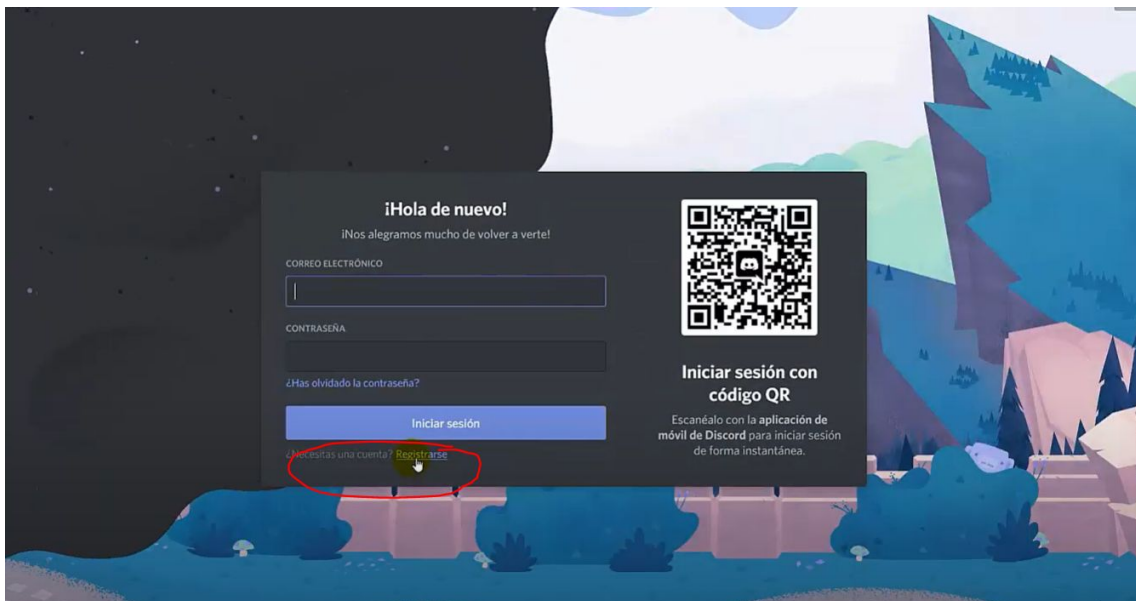 ¡Hola de nuevo!
¡Nos alegramos mucho de volver a verte!
CORREO ELECTRÓNICO
CONTRASEÑA
¿Has olvidado la contraseña?
Iniciar sesión
¿Necesitas una cuenta? Registrarse
Iniciar sesión con
código QR
Escanéalo con la aplicación de
móvil de Discord para iniciar sesión
de forma instantánea.